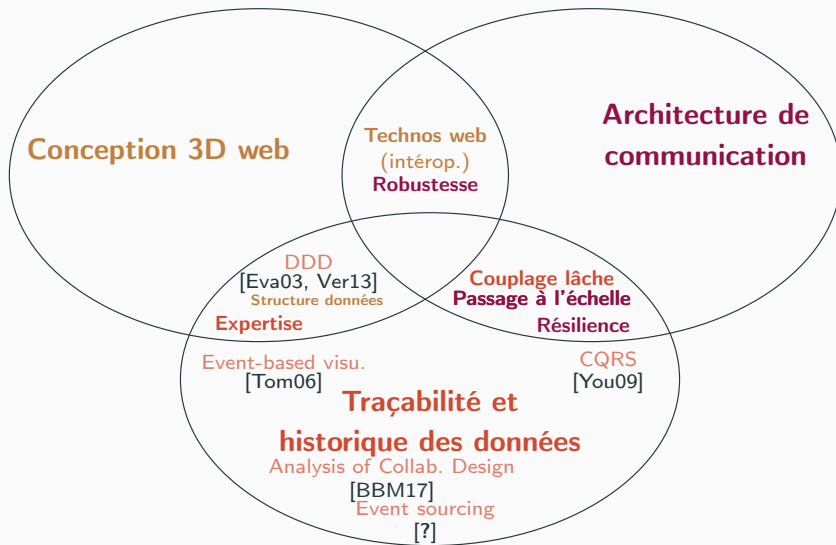 Conception 3D web
Technos web
(intérop.)
Robustesse
Architecture de
communication
DDD
[Eva03, Ver13]
Structure données
Expertise
Couplage lâche
Passage à l'échelle
Résilience
Event-based visu.
[Tom06]
CQRS
[You09]
Traçabilité et
historique des données
Analysis of Collab. Design
[BBM17]
Event sourcing
[?]